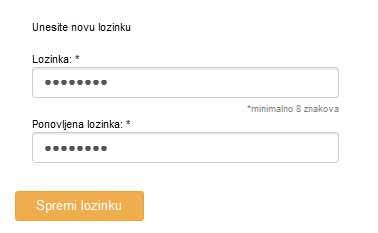 Unesite novu lozinku
Lozinka: *
••••••••
*minimalno 8 znakova
Ponovljena lozinka: *
••••••••
Spremi lozinku